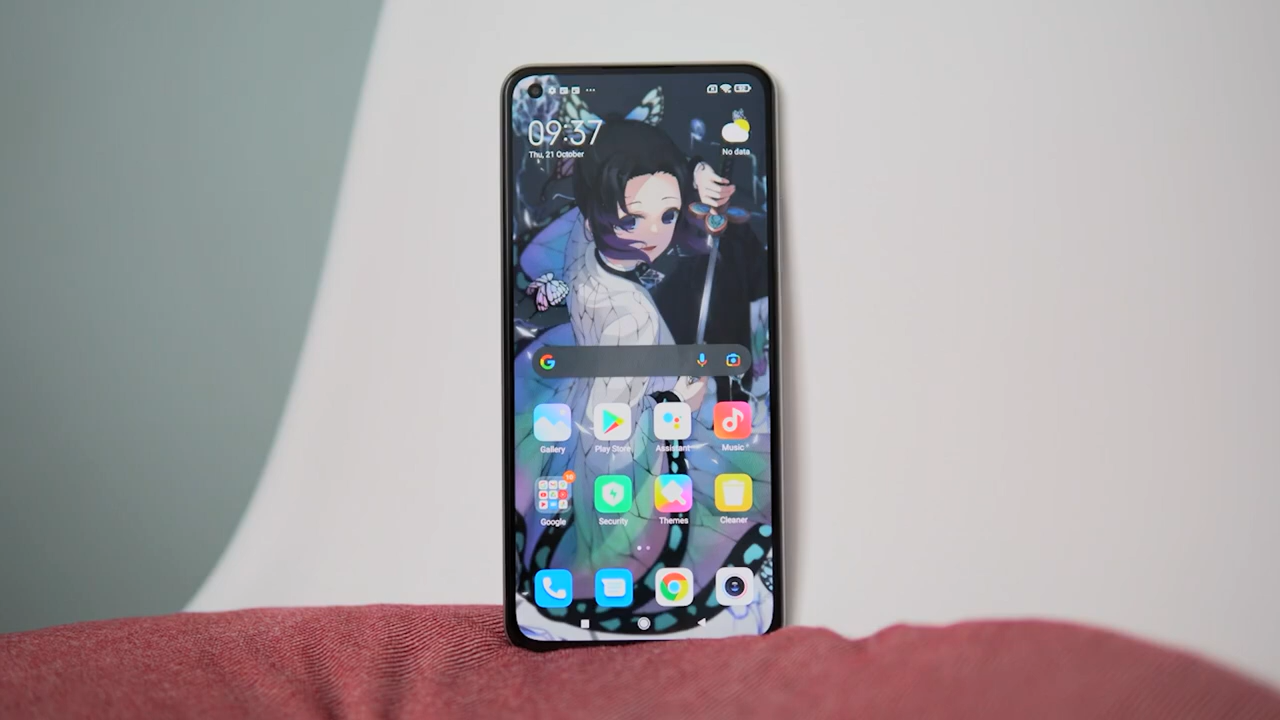 09:37
Thu, 21 October
No data
Gallery
Play Store
Assistant
Music
Google
Security
Themes
Cleaner